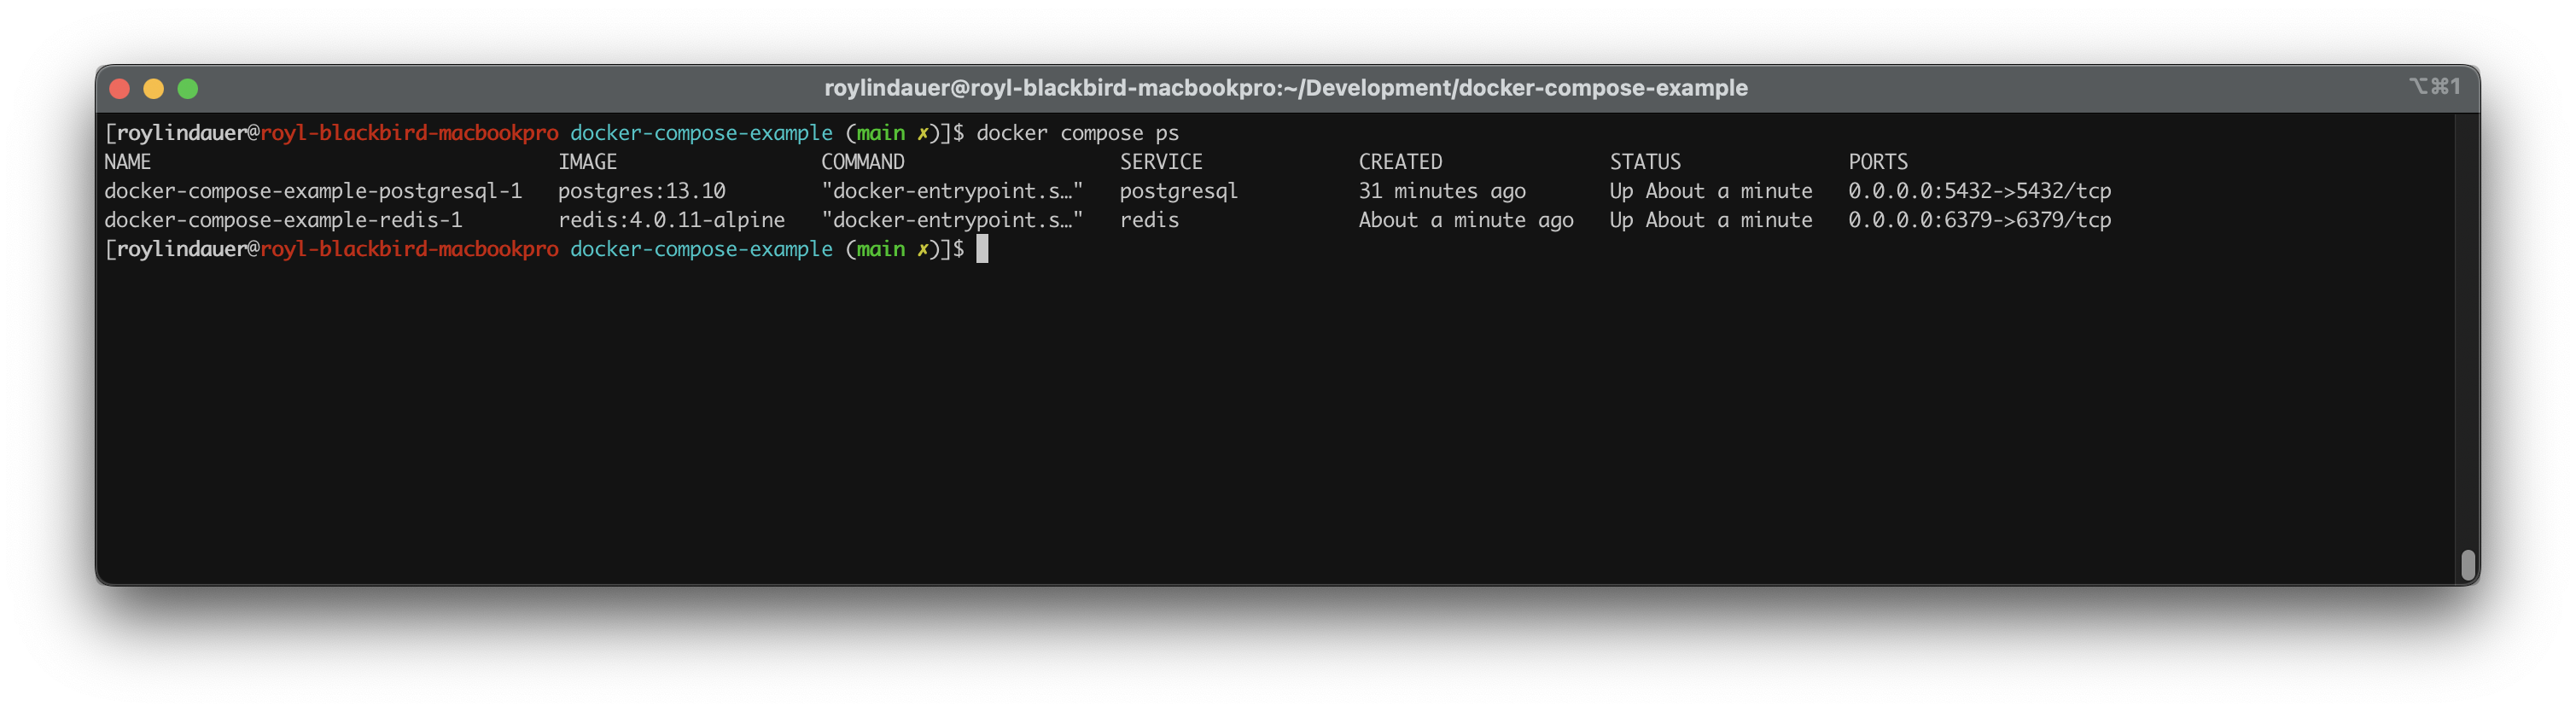 roylindauer@royl-blackbird-macbookpro:~/Development/docker-compose-example ⌥⌘1
[roylindauer@royl-blackbird-macbookpro docker-compose-example (main ✗)]$ docker compose ps
NAME IMAGE COMMAND SERVICE CREATED STATUS PORTS
docker-compose-example-postgresql-1 postgres:13.10 "docker-entrypoint.s…" postgresql 31 minutes ago Up About a minute 0.0.0.0:5432->5432/tcp
docker-compose-example-redis-1 redis:4.0.11-alpine "docker-entrypoint.s…" redis About a minute ago Up About a minute 0.0.0.0:6379->6379/tcp
[roylindauer@royl-blackbird-macbookpro docker-compose-example (main ✗)]$